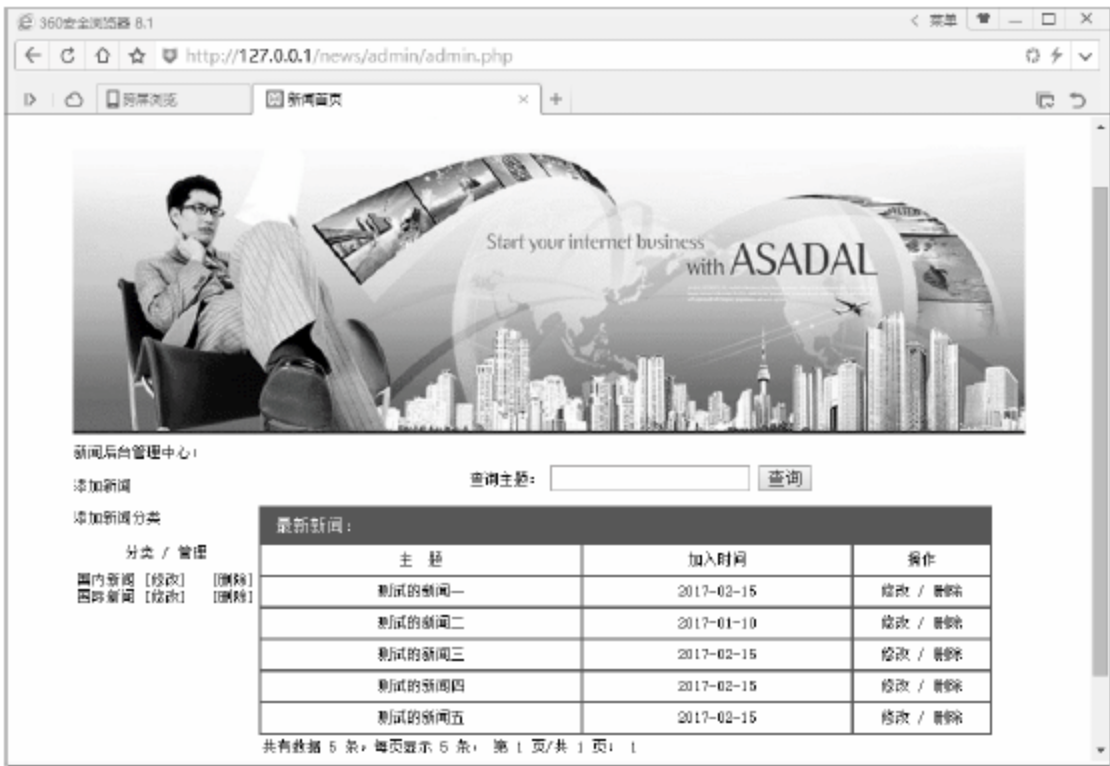 360安全浏览器 8.1
菜单
http://127.0.0.1/news/admin/admin.php
跨屏浏览
新闻首页
Start your internet business
with ASADAL
新闻后台管理中心:
添加新闻
添加新闻分类
分类 / 管理
国内新闻 [修改] [删除]
国际新闻 [修改] [删除]
查询主题:
查询
最新新闻:
主 题 加入时间 操作
测试的新闻一 2017-02-15 修改 / 删除
测试的新闻二 2017-01-10 修改 / 删除
测试的新闻三 2017-02-15 修改 / 删除
测试的新闻四 2017-02-15 修改 / 删除
测试的新闻五 2017-02-15 修改 / 删除
共有数据 5 条,每页显示 5 条, 第 1 页/共 1 页: 1